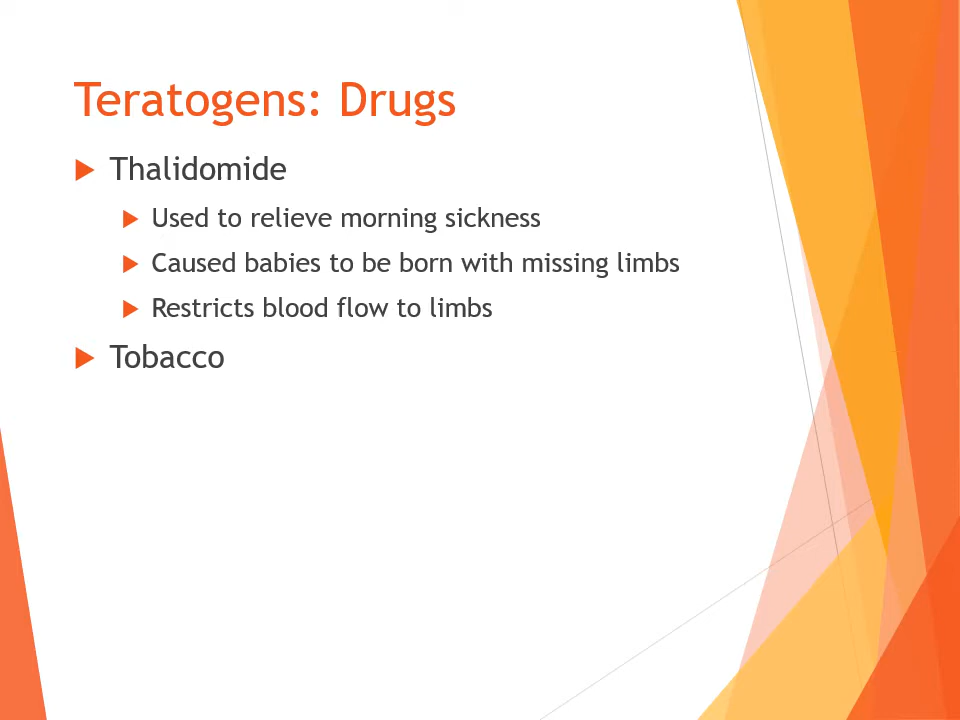 Teratogens: Drugs
Thalidomide
Used to relieve morning sickness
Caused babies to be born with missing limbs
Restricts blood flow to limbs
Tobacco